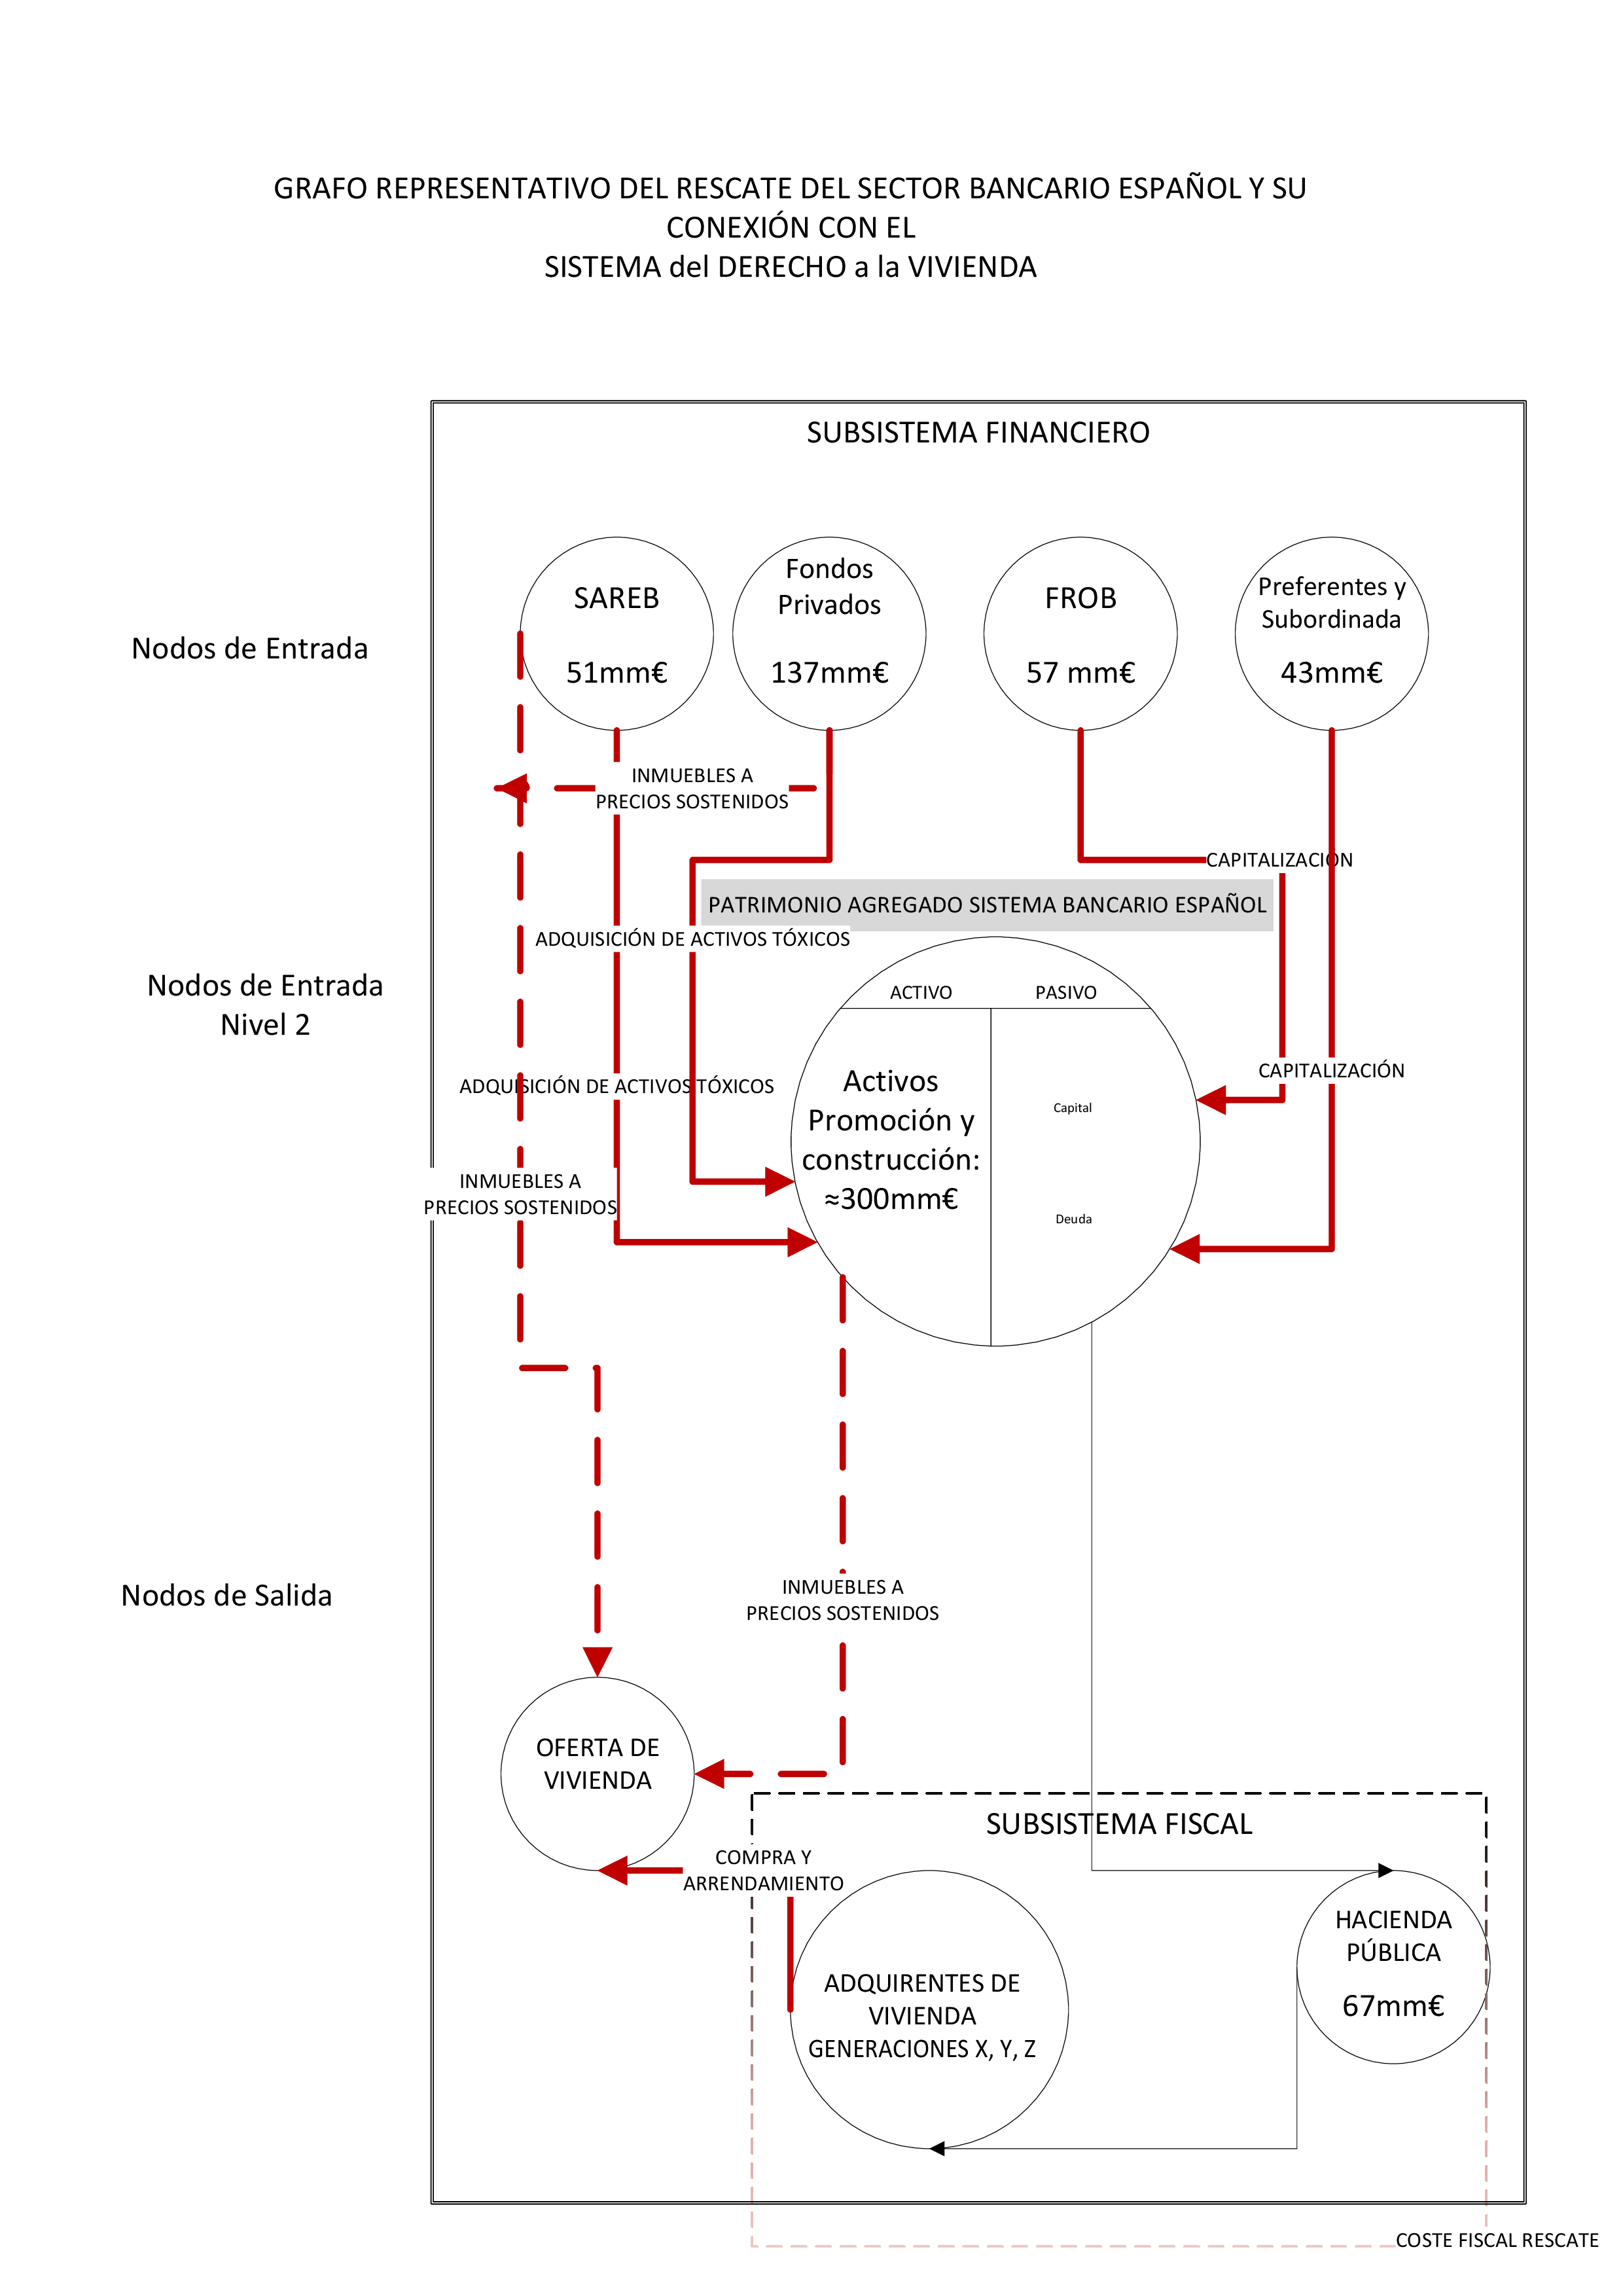 GRAFO REPRESENTATIVO DEL RESCATE DEL SECTOR BANCARIO ESPAÑOL Y SU
CONEXIÓN CON EL
SISTEMA del DERECHO a la VIVIENDA
SUBSISTEMA FINANCIERO
Nodos de Entrada
SAREB
51mm€
Fondos
Privados
137mm€
FROB
57 mm€
Preferentes y
Subordinada
43mm€
INMUEBLES A
PRECIOS SOSTENIDOS
CAPITALIZACIÓN
PATRIMONIO AGREGADO SISTEMA BANCARIO ESPAÑOL
ADQUISICIÓN DE ACTIVOS TÓXICOS
Nodos de Entrada
Nivel 2
ACTIVO
PASIVO
CAPITALIZACIÓN
ADQUISICIÓN DE ACTIVOS TÓXICOS
Activos
Promoción y
construcción:
≈300mm€
Capital
Deuda
INMUEBLES A
PRECIOS SOSTENIDOS
Nodos de Salida
INMUEBLES A
PRECIOS SOSTENIDOS
OFERTA DE
VIVIENDA
SUBSISTEMA FISCAL
COMPRA Y
ARRENDAMIENTO
HACIENDA
PÚBLICA
67mm€
ADQUIRENTES DE
VIVIENDA
GENERACIONES X, Y, Z
COSTE FISCAL RESCATE